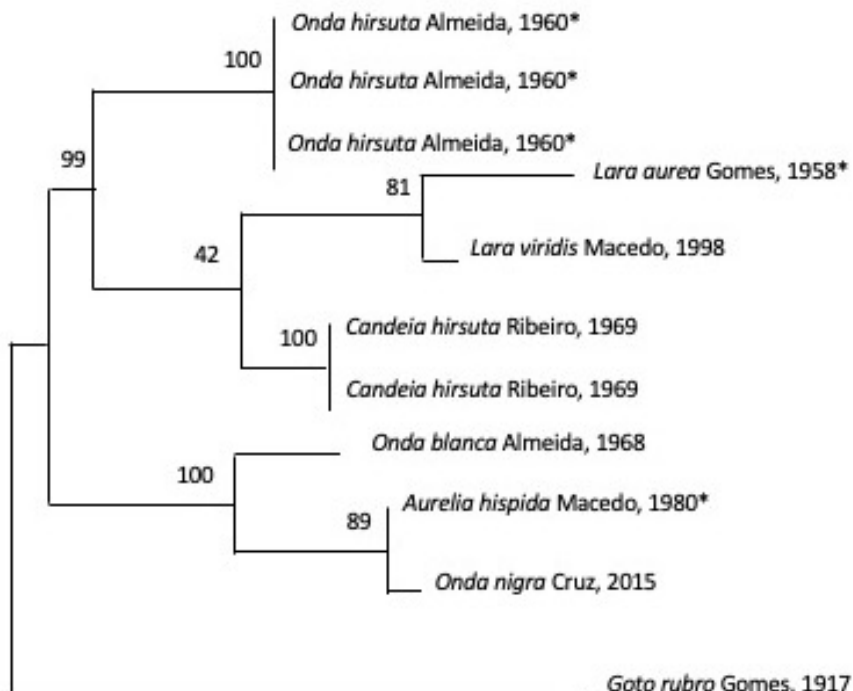 Onda hirsuta Almeida, 1960*
100
Onda hirsuta Almeida, 1960*
Onda hirsuta Almeida, 1960*
99
Lara aurea Gomes, 1958*
81
Lara viridis Macedo, 1998
42
Candeia hirsuta Ribeiro, 1969
100
Candeia hirsuta Ribeiro, 1969
Onda blanca Almeida, 1968
100
Aurelia hispida Macedo, 1980*
89
Onda nigra Cruz, 2015
Goto rubro Gomes, 1917